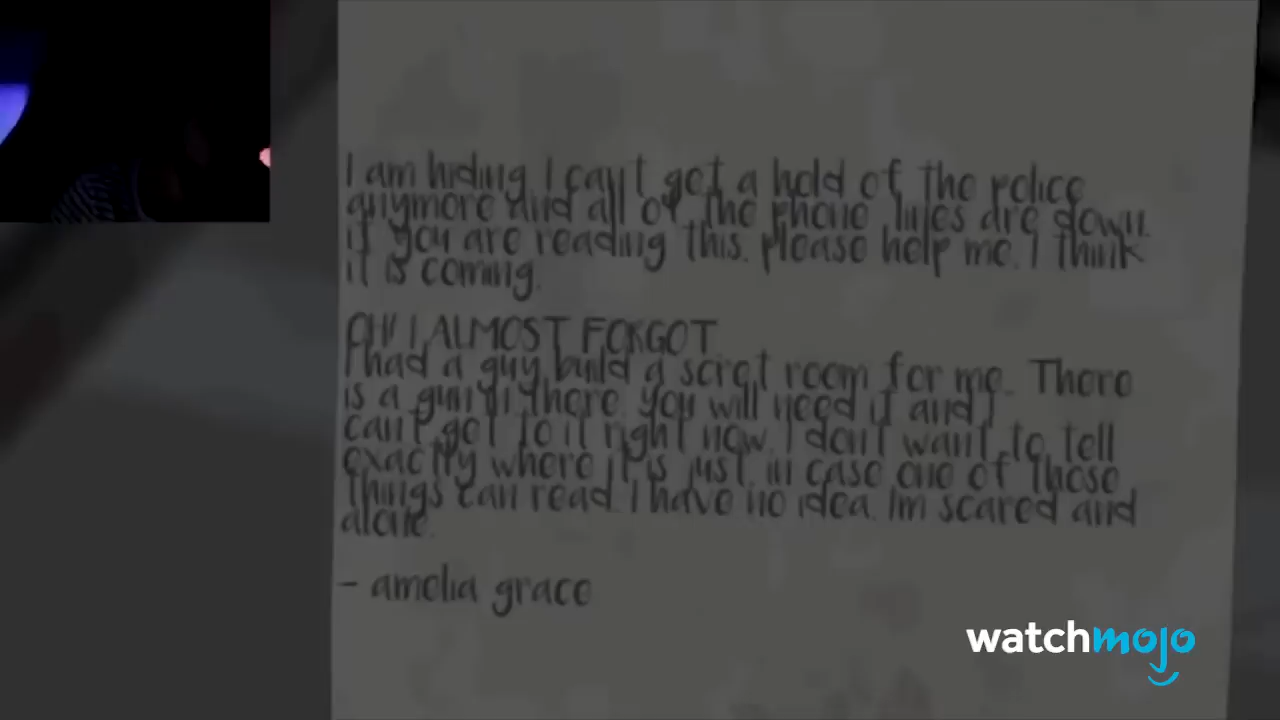 I am hiding. I can't get a hold of the police
anymore and all of the phone lines are down.
if you are reading this, please help me. I think
it is coming.
OH! I ALMOST FORGOT
I had a guy build a scret room for me. There
is a gun in there. you will need it and I
can't get to it right now. I don't want to tell
exactly where it is just in case one of those
things can read. I have no idea. Im scared and
alone.
- amelia grace
watchmojo